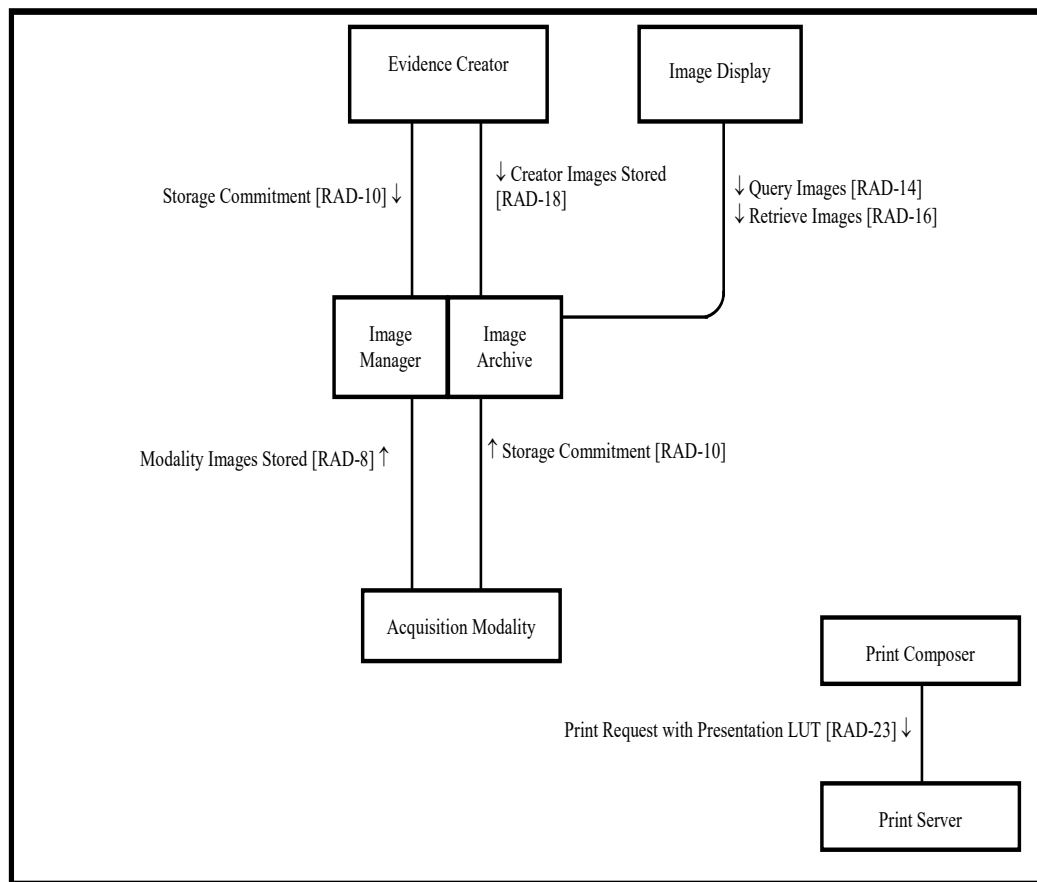 Evidence Creator
Image Display
Storage Commitment [RAD-10] ↓
↓ Creator Images Stored
[RAD-18]
↓ Query Images [RAD-14]
↓ Retrieve Images [RAD-16]
Image
Manager
Image
Archive
Modality Images Stored [RAD-8] ↑
↑ Storage Commitment [RAD-10]
Acquisition Modality
Print Composer
Print Request with Presentation LUT [RAD-23] ↓
Print Server